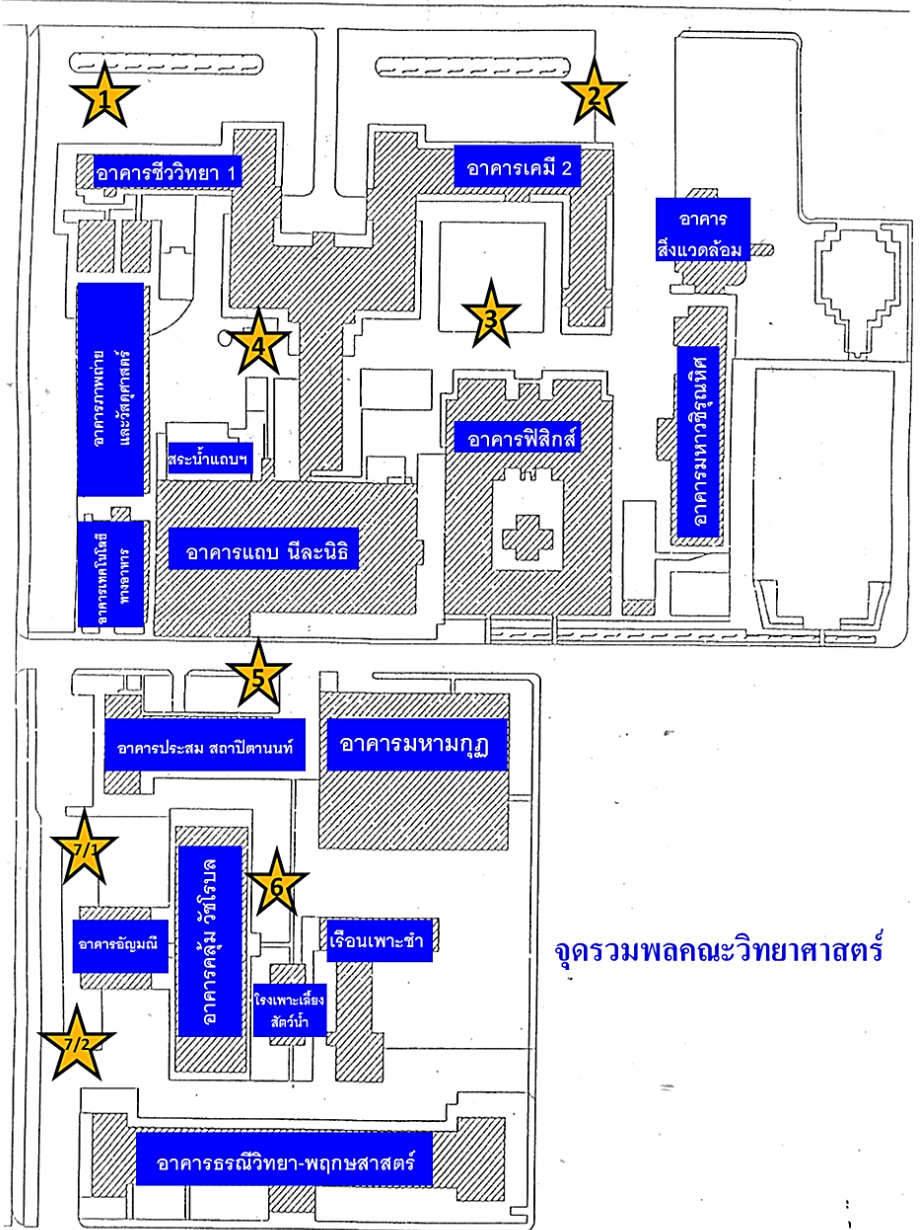 1
2
อาคารชีววิทยา 1
อาคารเคมี 2
อาคาร
สิ่งแวดล้อม
3
4
อาคารภาพถ่าย
และวัสดุศาสตร์
อาคารมหาวชิรุณหิศ
อาคารฟิสิกส์
สระน้ำแถบฯ
อาคารแถบ นีละนิธิ
อาคารเทคโนโลยี
ทางอาหาร
5
อาคารประสม สถาปิตานนท์
อาคารมหามกุฏ
7/1
6
อาคารคลุ้ม วัชโรบล
อาคารอัญมณี
เรือนเพาะชำ
จุดรวมพลคณะวิทยาศาสตร์
โรงเพาะเลี้ยง
สัตว์น้ำ
7/2
อาคารธรณีวิทยา-พฤกษสาสตร์